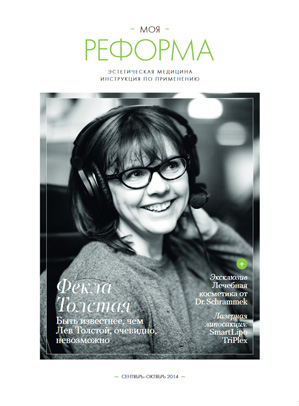 МОЯ
РЕФОРМА
ЭСТЕТИЧЕСКАЯ МЕДИЦИНА
ИНСТРУКЦИЯ ПО ПРИМЕНЕНИЮ
Фекла
Толстая
Быть известнее, чем
Лев Толстой, очевидно,
невозможно
+
Эксклюзив
Лечебная
косметика от
Dr. Schrammek
Лазерная
липосакция.
SmartLipo
TriPlex
СЕНТЯБРЬ-ОКТЯБРЬ 2014